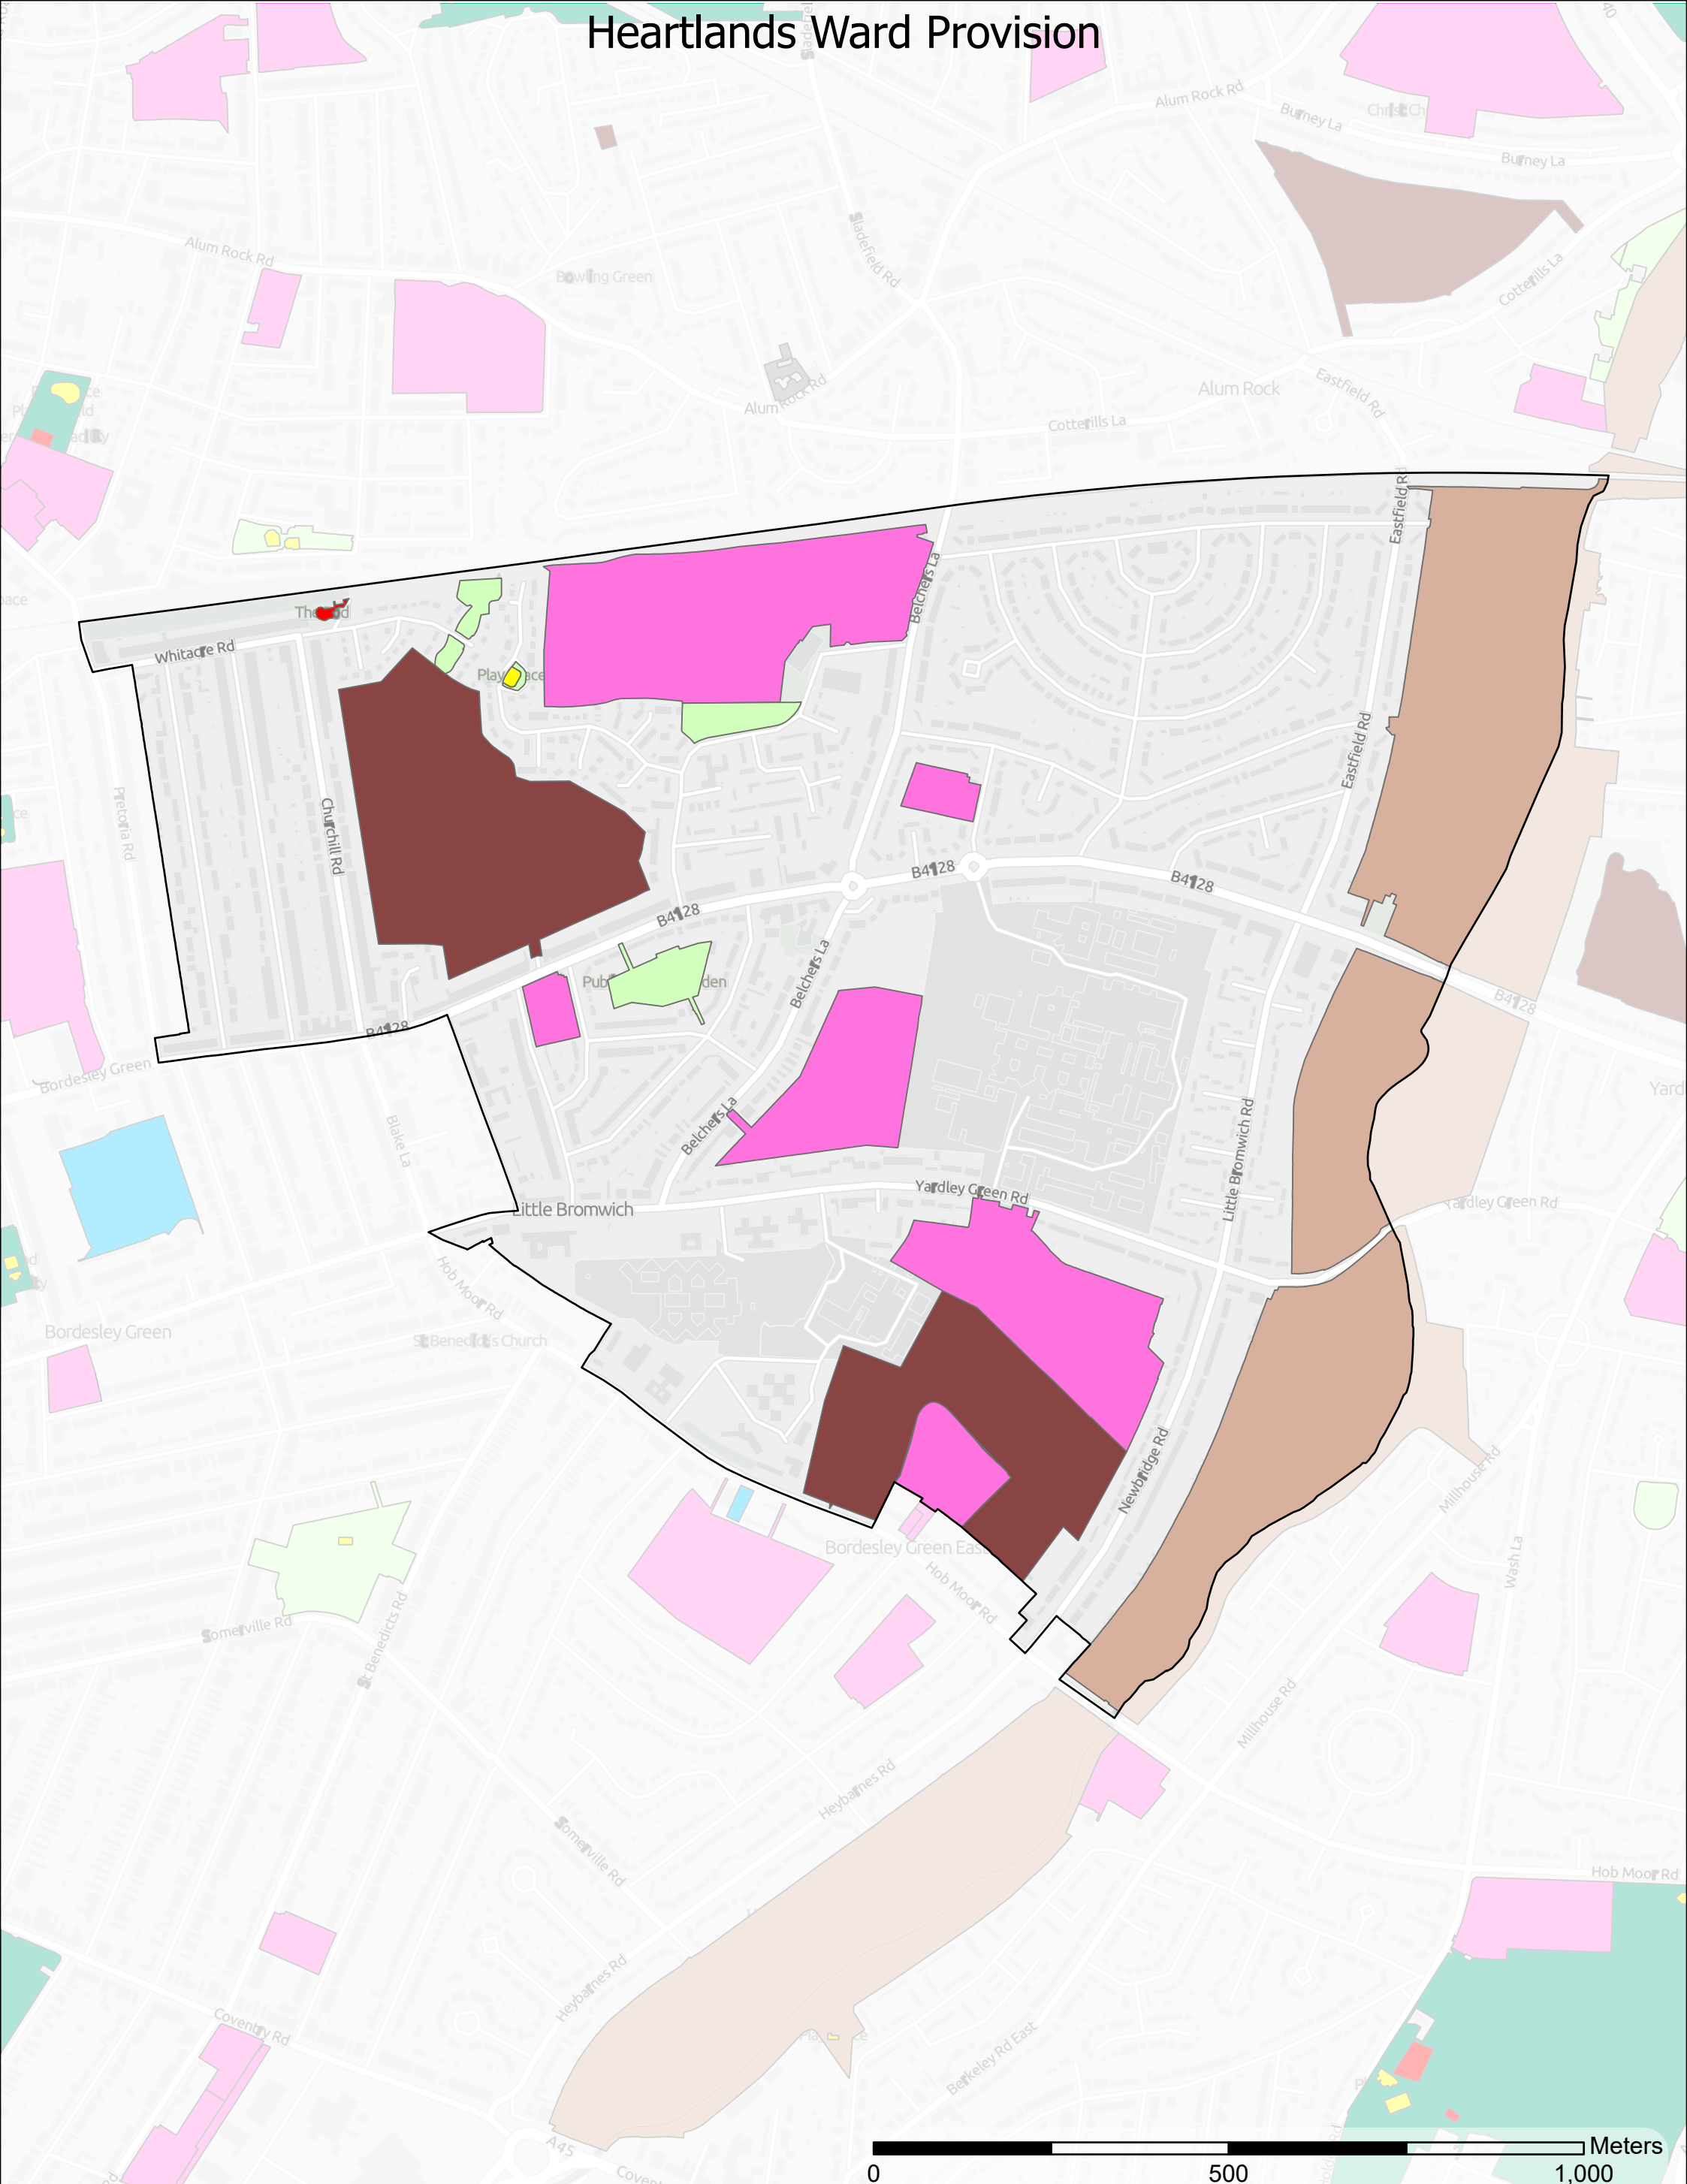 Heartlands Ward Provision
Alum Rock Rd
Burney La
Burney La
Alum Rock Rd
Sladefield Rd
Bowling Green
Cotterills La
Alum Rock
Eastfield Rd
Alum Rock Rd
Cotterills La
Eastfield Rd
Belchers La
Whitacre Rd
Eastfield Rd
Pretoria Rd
Churchill Rd
B4128
B4128
B4128
Belchers La
B4128
B4128
Bordesley Green
Blake La
Belchers La
Little Bromwich Rd
Yardley Green Rd
Yardley Green Rd
Little Bromwich
Hob Moor Rd
Bordesley Green
St Benedict's Church
Newbridge Rd
Millhouse Rd
Bordesley Green East
Hob Moor Rd
Wash La
Somerville Rd
St Benedicts Rd
Millhouse Rd
Heybarnes Rd
Somerville Rd
Hob Moor Rd
Heybarnes Rd
Coventry Rd
Berkeley Rd East
A45
Meters
0
500
1,000